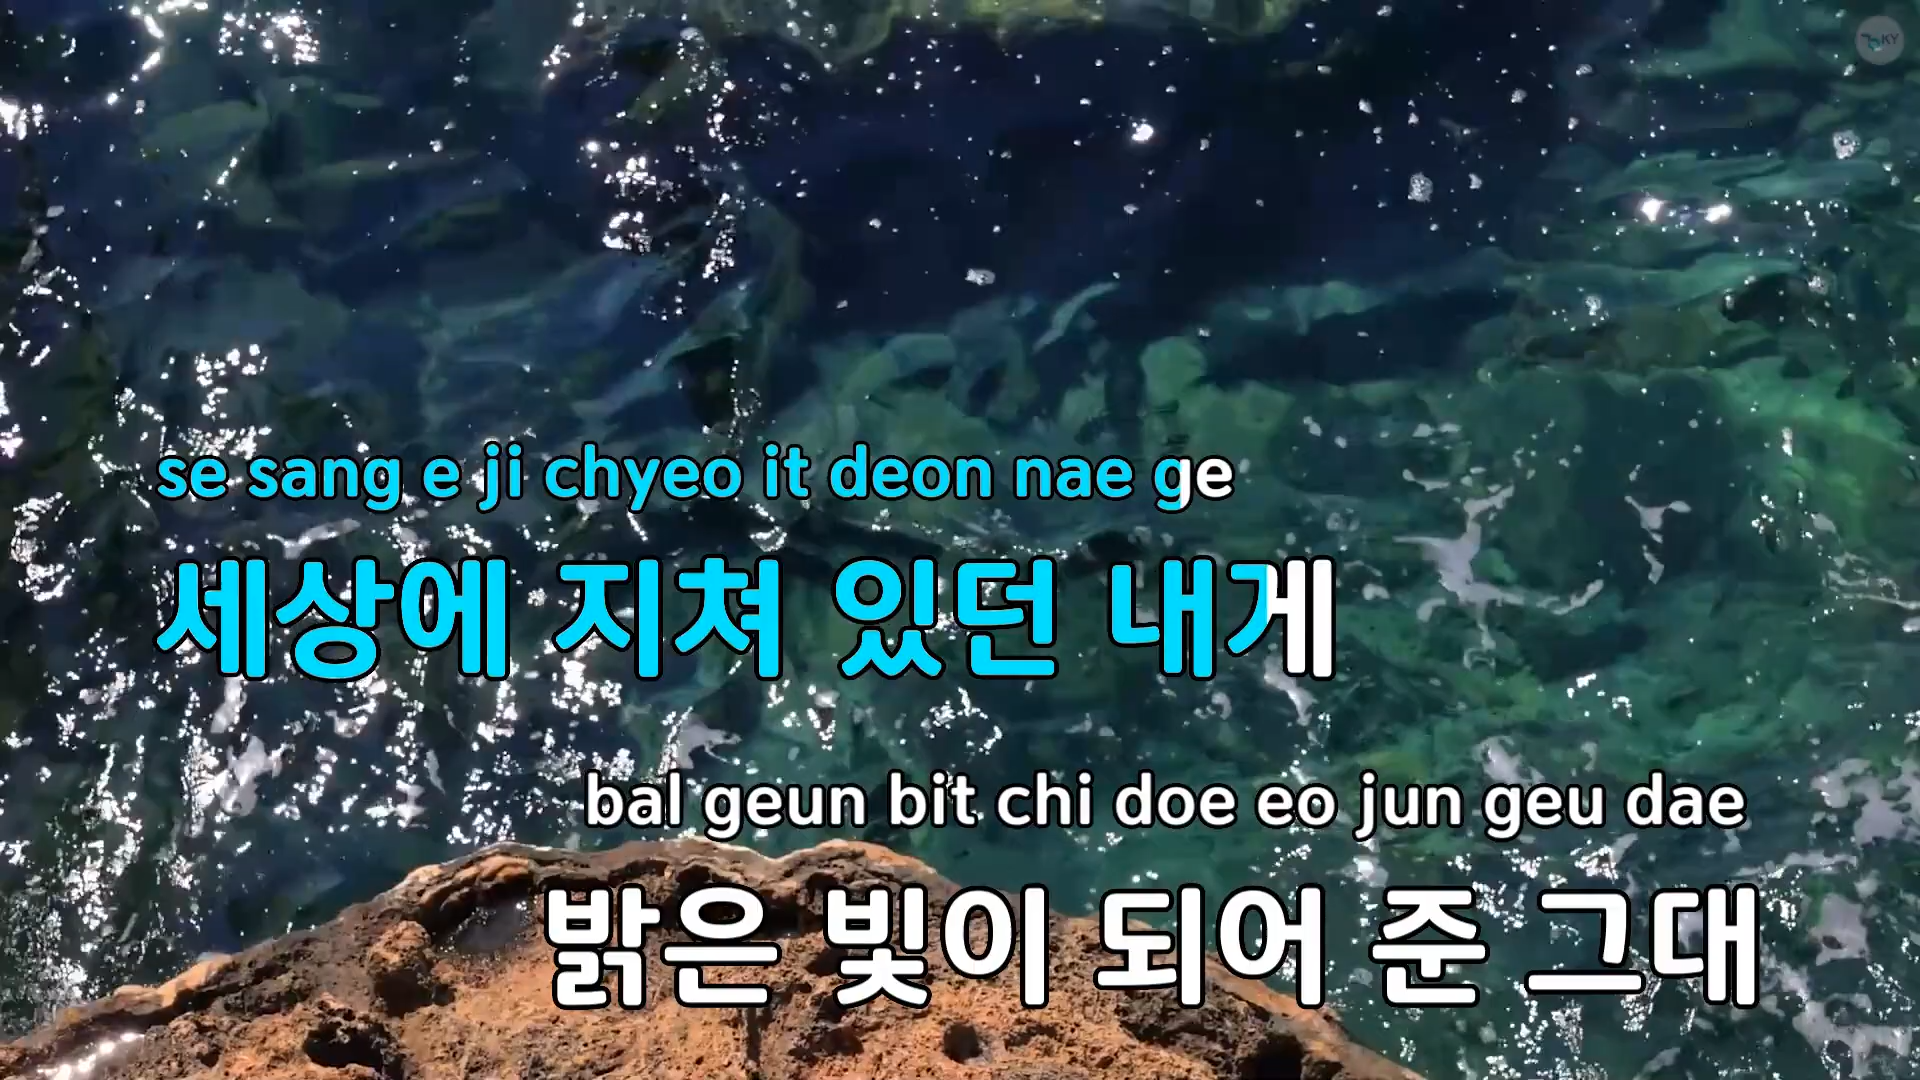 KY
se sang e ji chyeo it deon nae ge
세상에 지쳐 있던 내게
bal geun bit chi doe eo jun geu dae
밝은 빛이 되어 준 그대